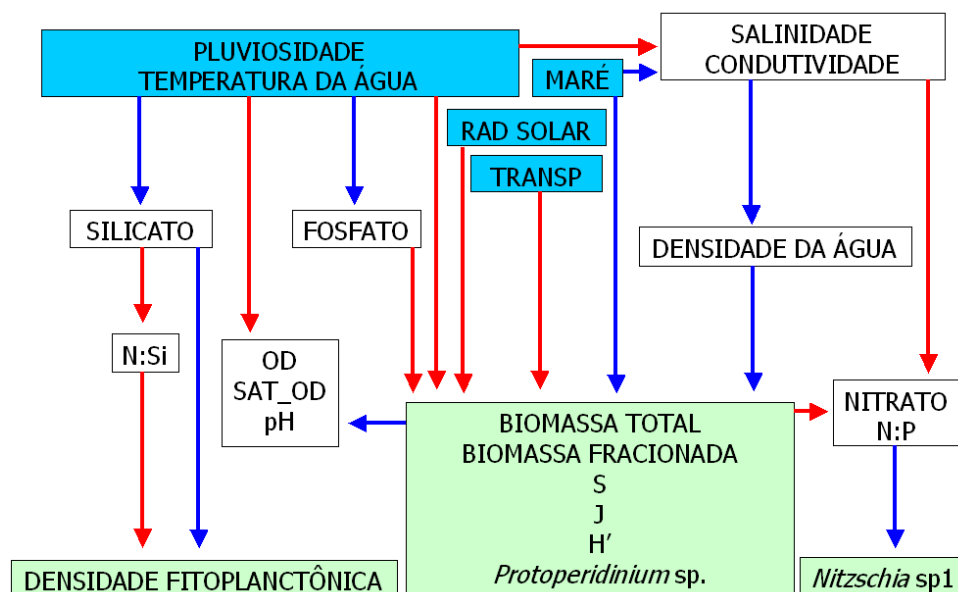 PLUVIOSIDADE
TEMPERATURA DA ÁGUA
SALINIDADE
CONDUTIVIDADE
MARÉ
RAD SOLAR
TRANSP
SILICATO
FOSFATO
DENSIDADE DA ÁGUA
N:Si
OD
SAT_OD
pH
BIOMASSA TOTAL
BIOMASSA FRACIONADA
S
J
H′
Protoperidinium sp.
NITRATO
N:P
DENSIDADE FITOPLANCTÔNICA
Nitzschia sp1